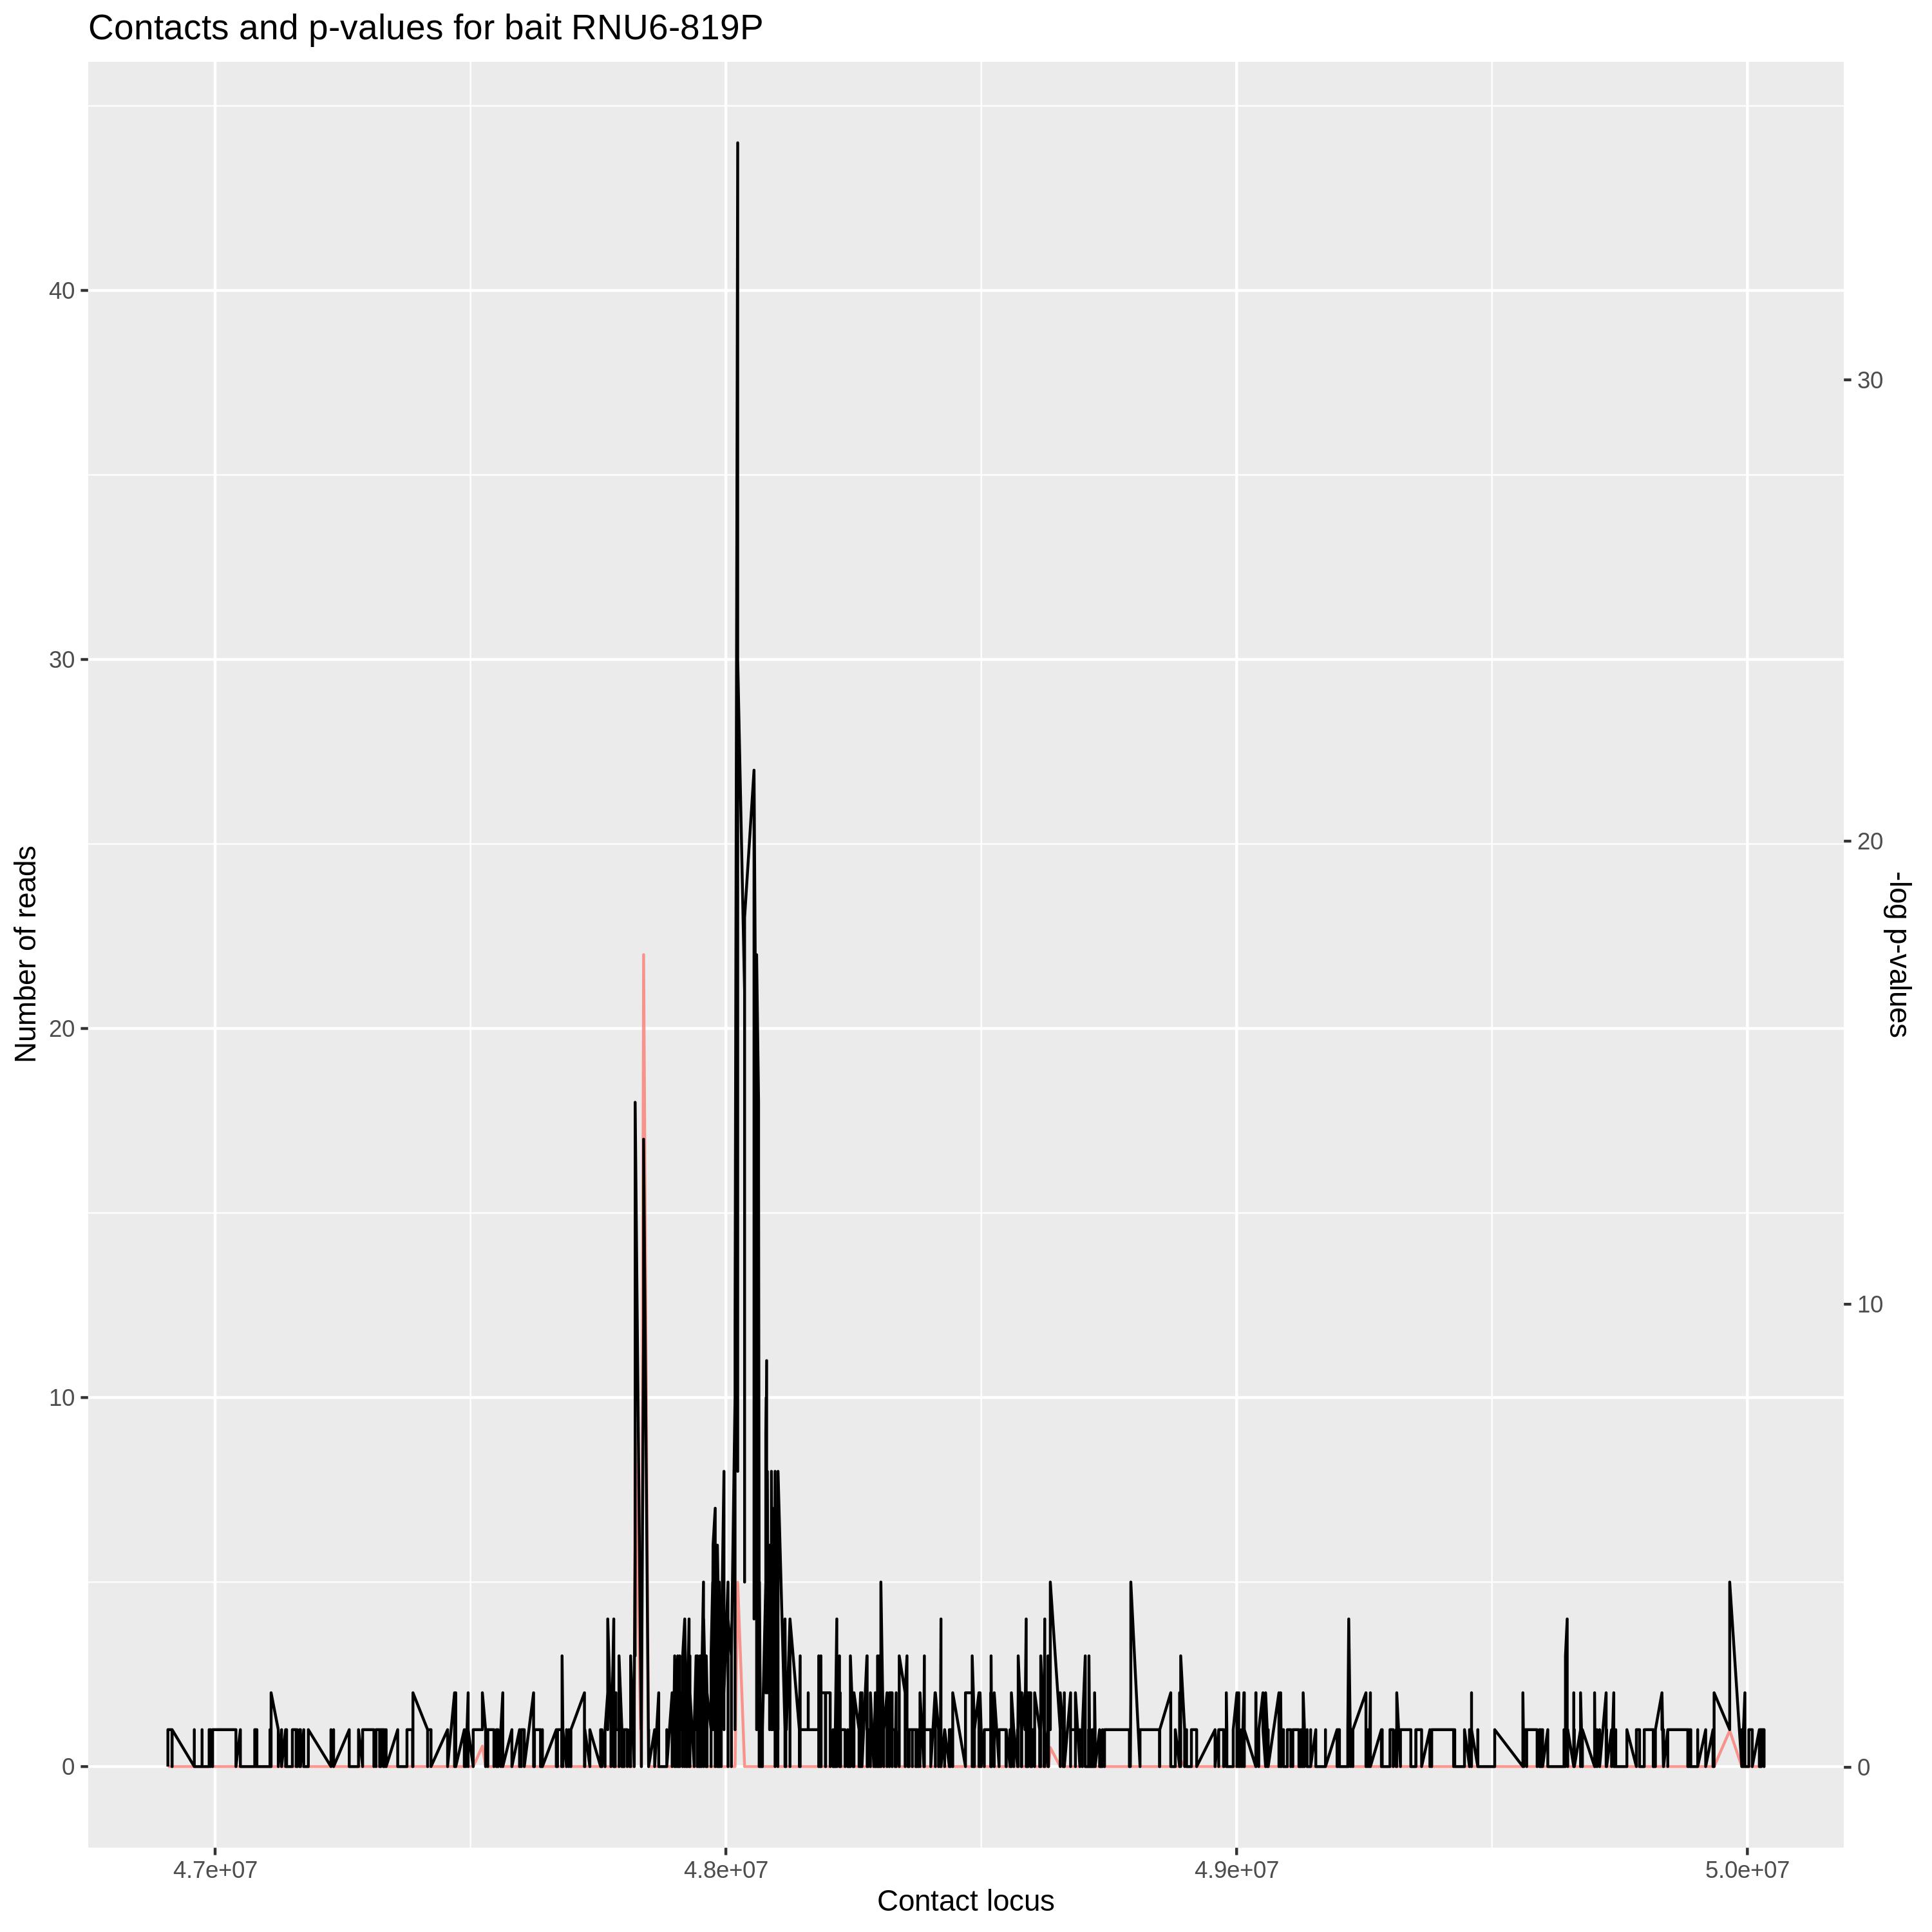 Contacts and p-values for bait RNU6-819P
40
30
20
10
0
30
20
10
0
Number of reads
-log p-values
4.7e+07
4.8e+07
4.9e+07
5.0e+07
Contact locus